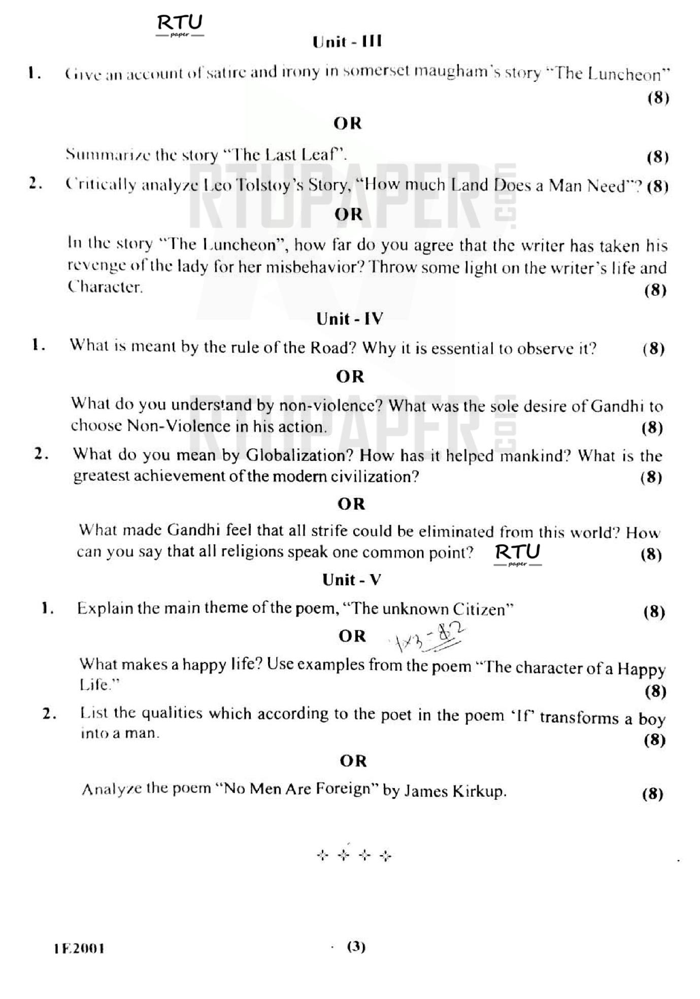 RTU
paper
Unit - III
1. Give an account of satire and irony in somerset maugham's story "The Luncheon"
(8)
OR
Summarize the story "The Last Leaf". (8)
2. Critically analyze Leo Tolstoy's Story, "How much Land Does a Man Need"? (8)
OR
In the story "The Luncheon", how far do you agree that the writer has taken his
revenge of the lady for her misbehavior? Throw some light on the writer's life and
Character. (8)
Unit - IV
1. What is meant by the rule of the Road? Why it is essential to observe it? (8)
OR
What do you understand by non-violence? What was the sole desire of Gandhi to
choose Non-Violence in his action. (8)
2. What do you mean by Globalization? How has it helped mankind? What is the
greatest achievement of the modern civilization? (8)
OR
What made Gandhi feel that all strife could be eliminated from this world? How
can you say that all religions speak one common point? RTU (8)
paper
Unit - V
1. Explain the main theme of the poem, "The unknown Citizen" (8)
OR
What makes a happy life? Use examples from the poem "The character of a Happy
Life."
(8)
2. List the qualities which according to the poet in the poem 'If' transforms a boy
into a man. (8)
OR
Analyze the poem "No Men Are Foreign" by James Kirkup. (8)
1E2001 (3)
RTUPAPER.com
RTUPAPER.com